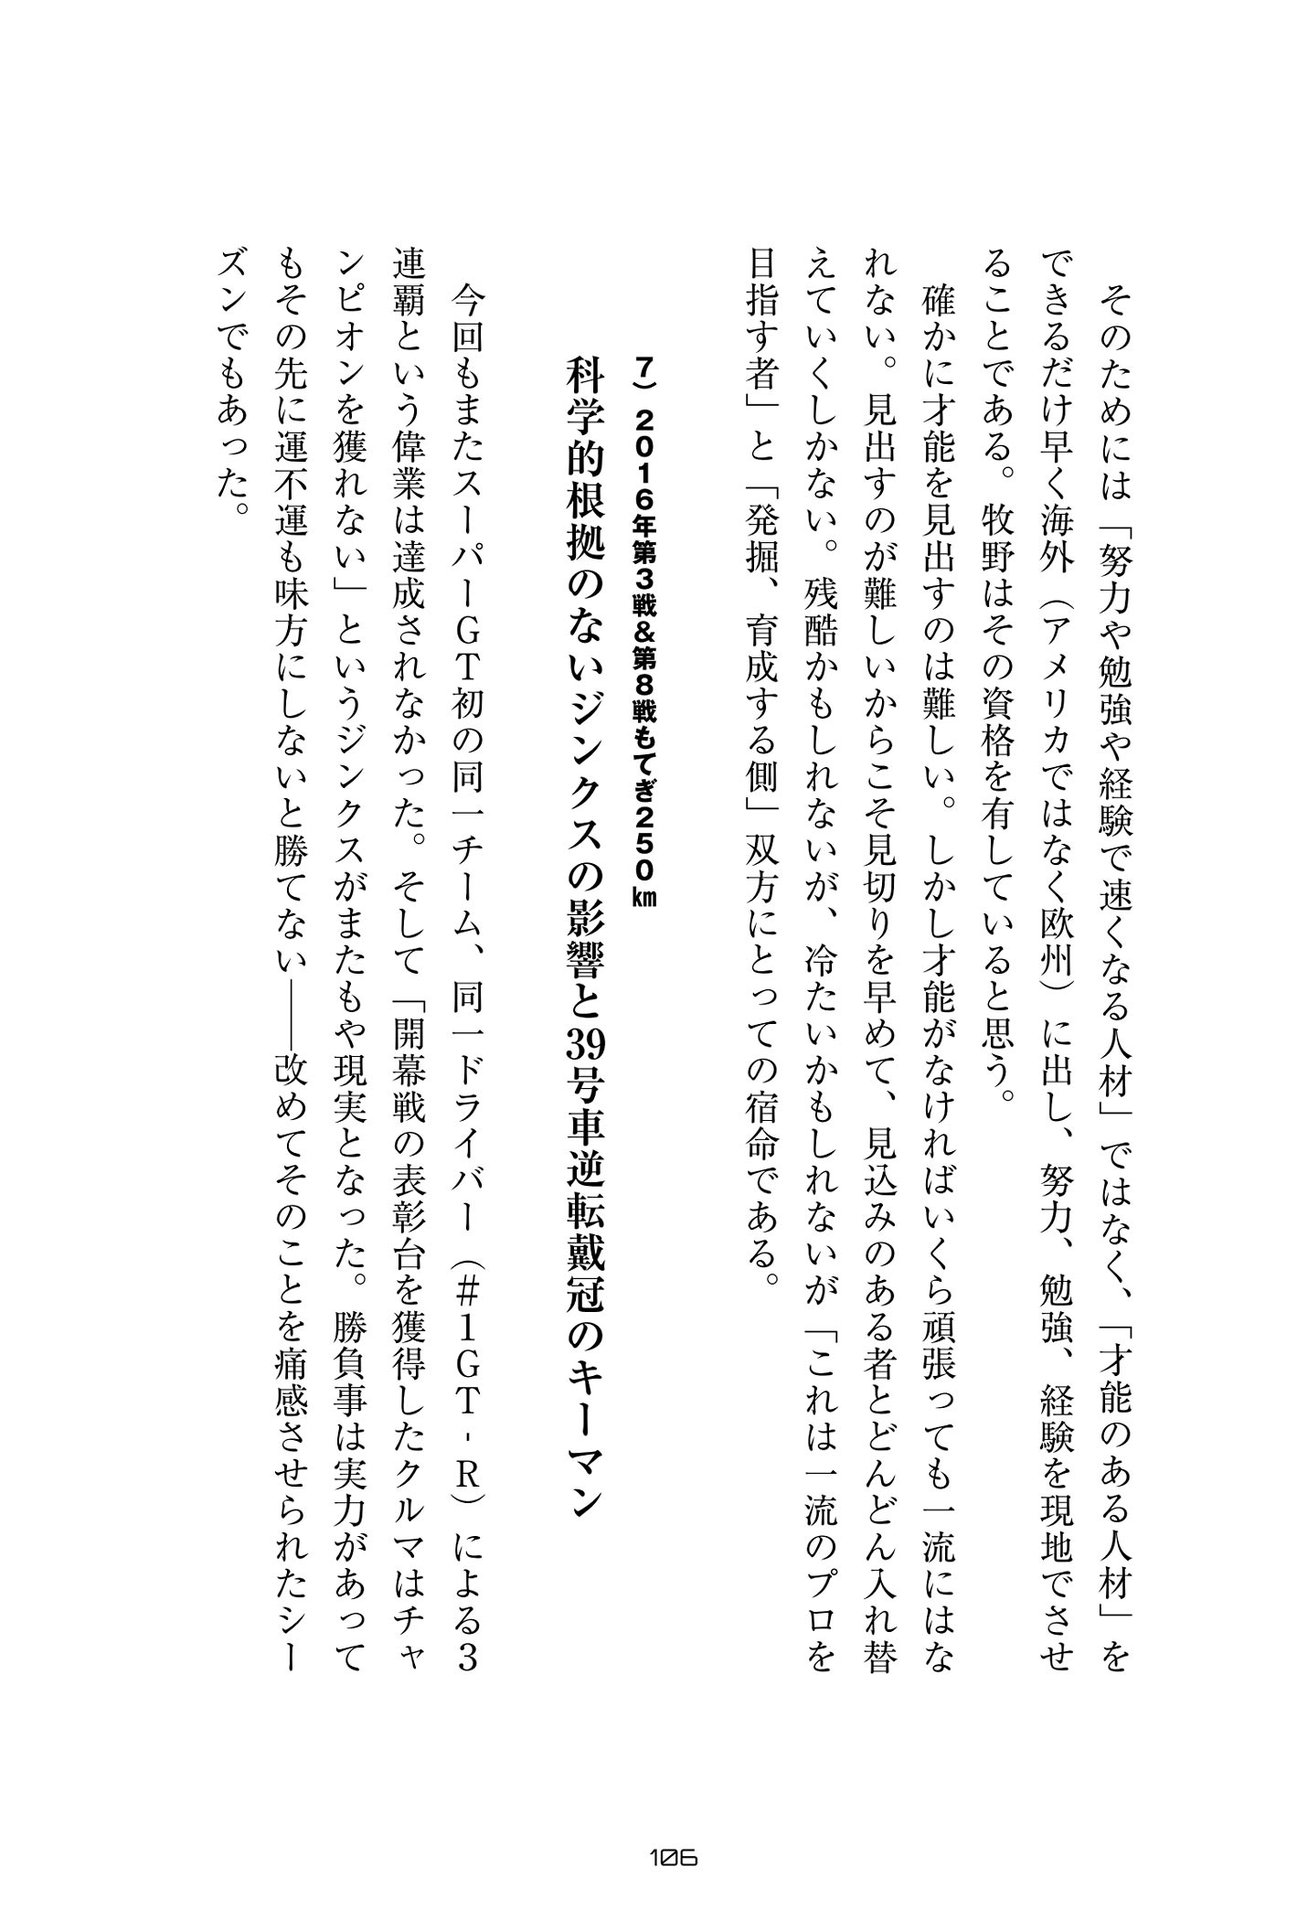 そのためには「努力や勉強や経験で速くなる人材」ではなく、「才能のある人材」を
できるだけ早く海外（アメリカではなく欧州）に出し、努力、勉強、経験を現地でさせ
ることである。牧野はその資格を有していると思う。
　確かに才能を見出すのは難しい。しかし才能がなければいくら頑張っても一流にはな
れない。見出すのが難しいからこそ見切りを早めて、見込みのある者とどんどん入れ替
えていくしかない。残酷かもしれないが、冷たいかもしれないが「これは一流のプロを
目指す者」と「発掘、育成する側」双方にとっての宿命である。
7）2016年第3戦＆第8戦もてぎ250㎞
科学的根拠のないジンクスの影響と39号車逆転戴冠のキーマン
　今回もまたスーパーGT初の同一チーム、同一ドライバー（＃1GT-R）による3
連覇という偉業は達成されなかった。そして「開幕戦の表彰台を獲得したクルマはチャ
ンピオンを獲れない」というジンクスがまたもや現実となった。勝負事は実力があって
もその先に運不運も味方にしないと勝てない——改めてそのことを痛感させられたシー
ズンでもあった。
106